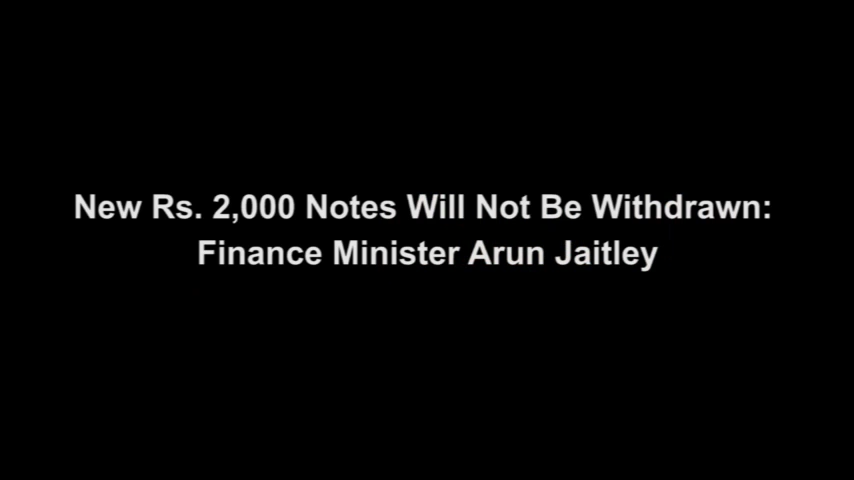 New Rs. 2,000 Notes Will Not Be Withdrawn:
Finance Minister Arun Jaitley